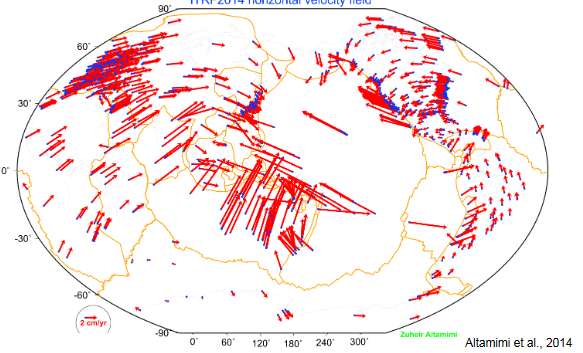 ITRF2014 horizontal velocity field
90˚
60˚
30˚
0˚
-30˚
-60˚
-90˚
2 cm/yr
0˚ 60˚ 120˚ 180˚ 240˚ 300˚
Zuheir Altamimi
Altamimi et al., 2014